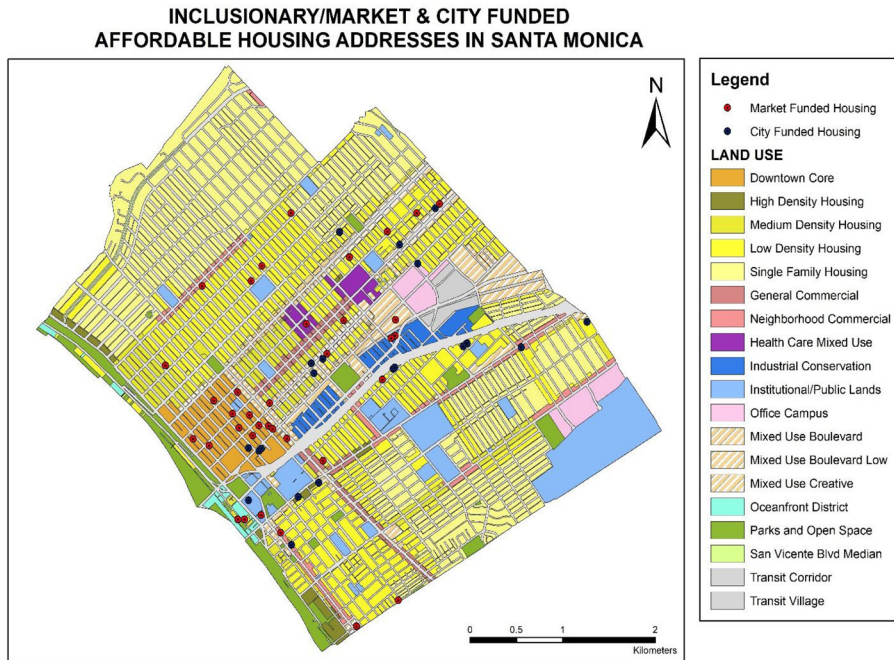 INCLUSIONARY/MARKET & CITY FUNDED
AFFORDABLE HOUSING ADDRESSES IN SANTA MONICA
N
Legend
Market Funded Housing
City Funded Housing
LAND USE
Downtown Core
High Density Housing
Medium Density Housing
Low Density Housing
Single Family Housing
General Commercial
Neighborhood Commercial
Health Care Mixed Use
Industrial Conservation
Institutional/Public Lands
Office Campus
Mixed Use Boulevard
Mixed Use Boulevard Low
Mixed Use Creative
Oceanfront District
Parks and Open Space
San Vicente Blvd Median
Transit Corridor
Transit Village
0 0.5 1 2
Kilometers